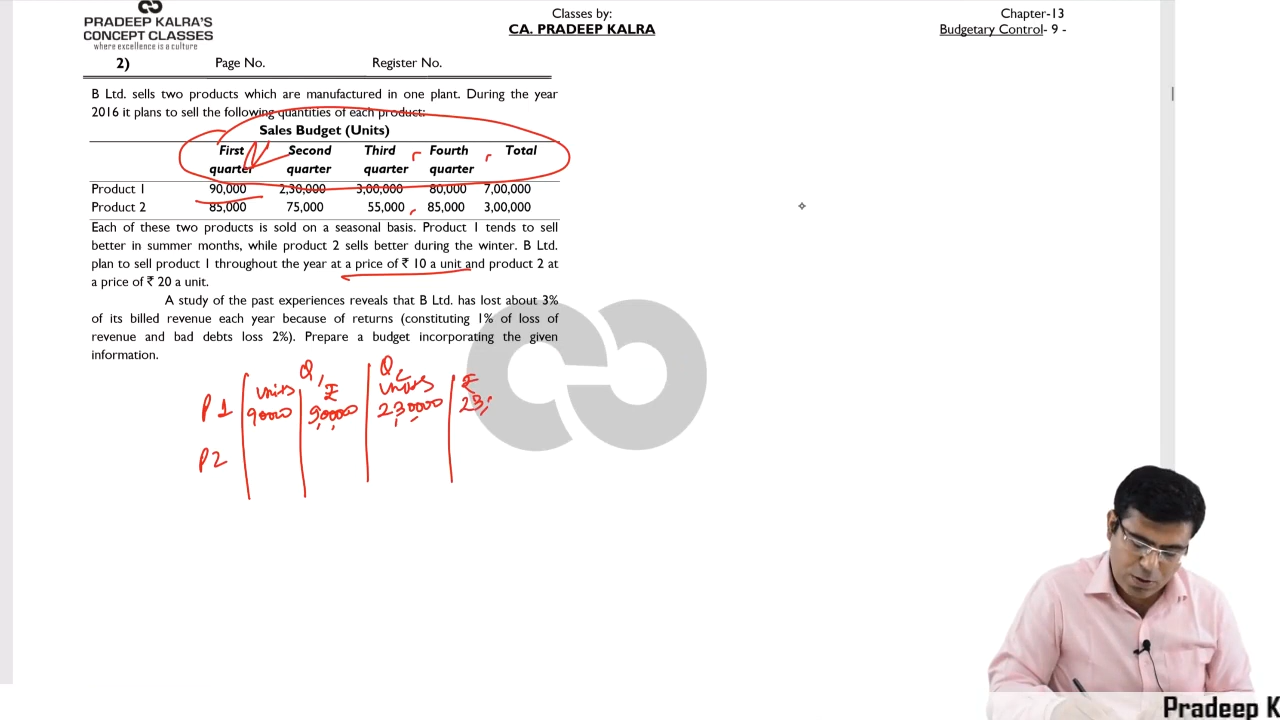 PRADEEP KALRA'S
CONCEPT CLASSES
where excellence is a culture
Classes by:
CA. PRADEEP KALRA
Chapter-13
Budgetary Control- 9 -
2) Page No. Register No.
B Ltd. sells two products which are manufactured in one plant. During the year
2016 it plans to sell the following quantities of each product:
Sales Budget (Units)
First Second Third Fourth Total
quarter quarter quarter quarter
Product 1 90,000 2,30,000 3,00,000 80,000 7,00,000
Product 2 85,000 75,000 55,000 85,000 3,00,000
Each of these two products is sold on a seasonal basis. Product 1 tends to sell
better in summer months, while product 2 sells better during the winter. B Ltd.
plan to sell product 1 throughout the year at a price of ₹ 10 a unit and product 2 at
a price of ₹ 20 a unit.
A study of the past experiences reveals that B Ltd. has lost about 3%
of its billed revenue each year because of returns (constituting 1% of loss of
revenue and bad debts loss 2%). Prepare a budget incorporating the given
information.
Q1 Q2
units ₹ units ₹
P1 90000 900000 230000 23,
P2
Pradeep K